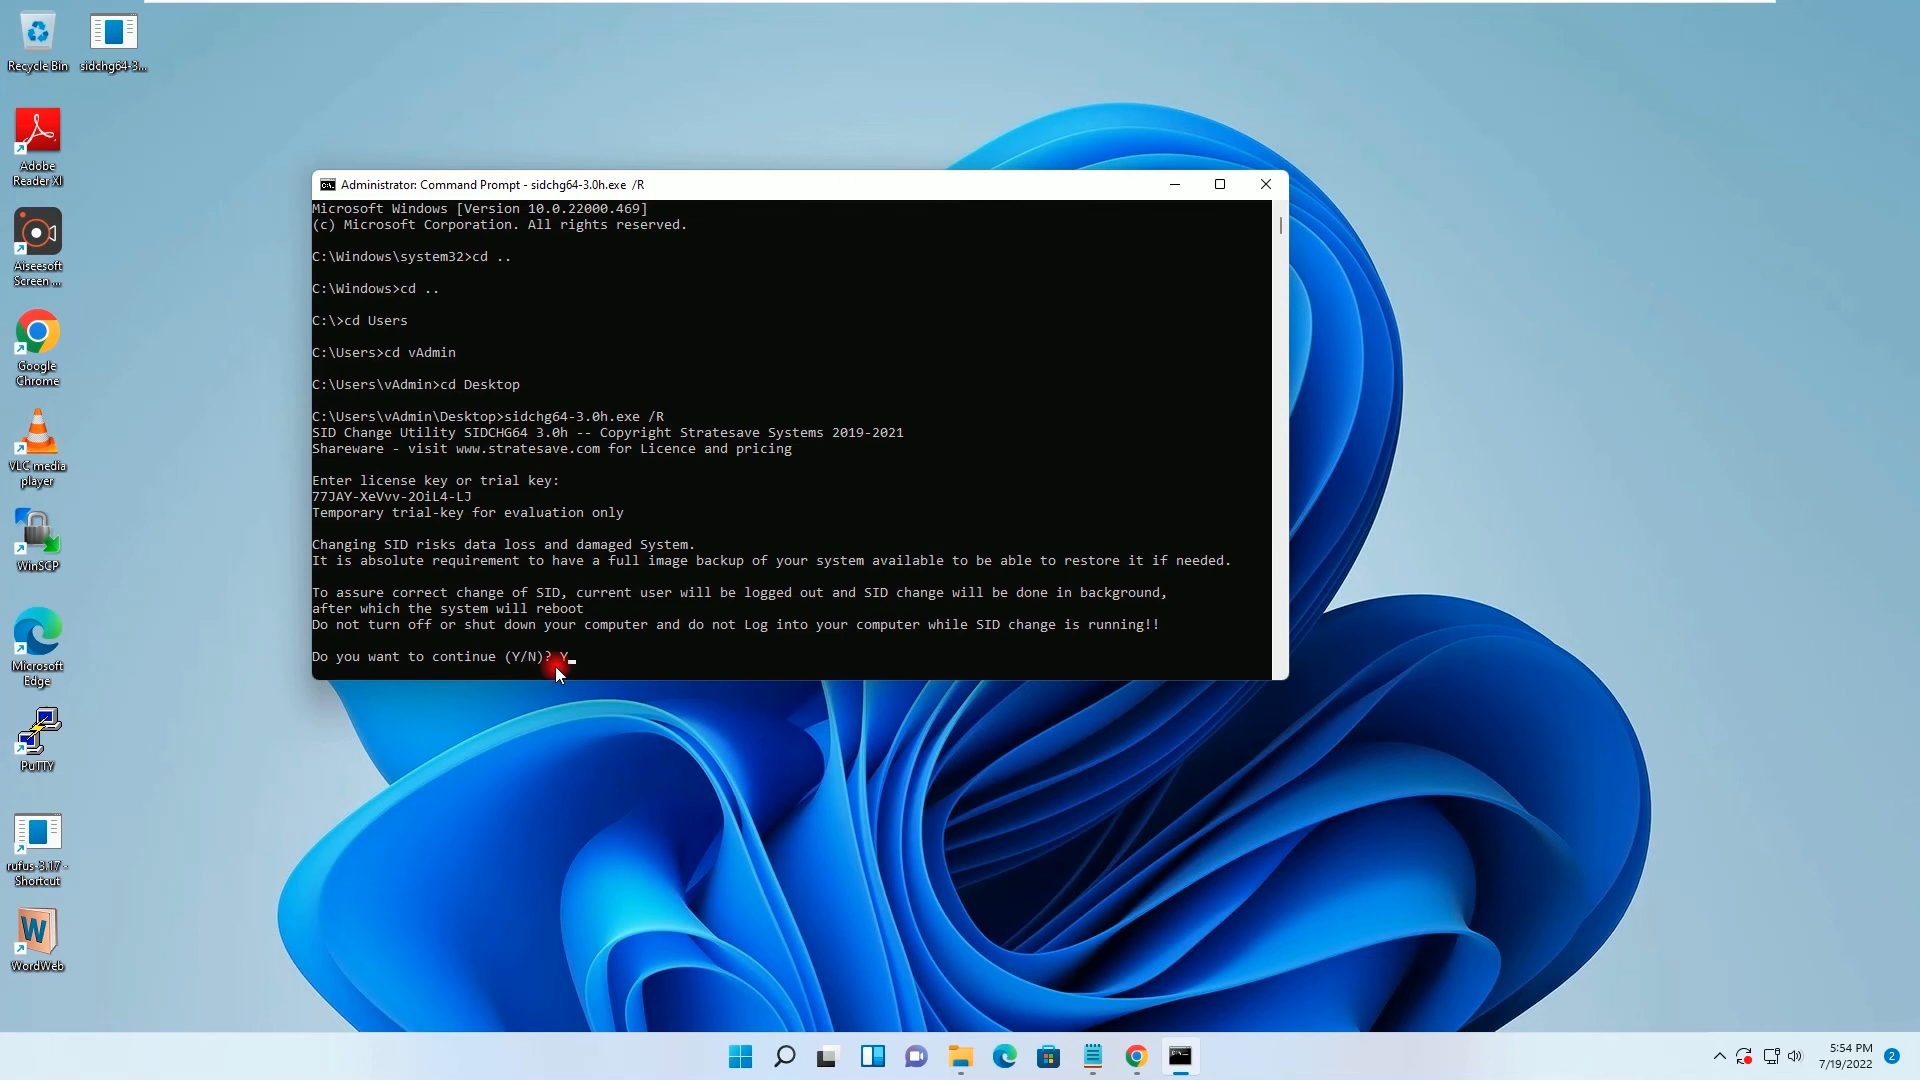 Recycle Bin
sidchg64-3...
Adobe
Reader XI
Aiseesoft
Screen ...
Google
Chrome
VLC media
player
WinSCP
Microsoft
Edge
PuTTY
rufus-3.17 -
Shortcut
WordWeb
Administrator: Command Prompt - sidchg64-3.0h.exe /R
Microsoft Windows [Version 10.0.22000.469]
(c) Microsoft Corporation. All rights reserved.
C:\Windows\system32>cd ..
C:\Windows>cd ..
C:\>cd Users
C:\Users>cd vAdmin
C:\Users\vAdmin>cd Desktop
C:\Users\vAdmin\Desktop>sidchg64-3.0h.exe /R
SID Change Utility SIDCHG64 3.0h -- Copyright Stratesave Systems 2019-2021
Shareware - visit www.stratesave.com for Licence and pricing
Enter license key or trial key:
77JAY-XeVvv-2OiL4-LJ
Temporary trial-key for evaluation only
Changing SID risks data loss and damaged System.
It is absolute requirement to have a full image backup of your system available to be able to restore it if needed.
To assure correct change of SID, current user will be logged out and SID change will be done in background,
after which the system will reboot
Do not turn off or shut down your computer and do not Log into your computer while SID change is running!!
Do you want to continue (Y/N)? Y
5:54 PM
7/19/2022
2